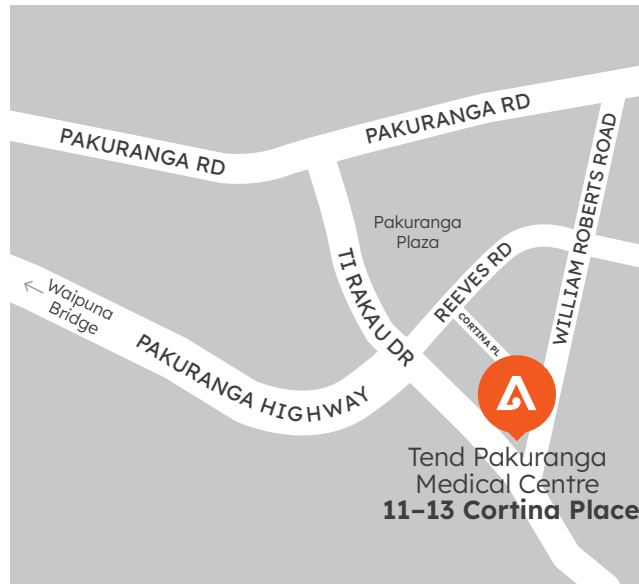 PAKURANGA RD
PAKURANGA RD
WILLIAM ROBERTS ROAD
Pakuranga
Plaza
REEVES RD
TI RAKAU DR
← Waipuna
Bridge
CORTINA PL
PAKURANGA HIGHWAY
Tend Pakuranga
Medical Centre
11–13 Cortina Place